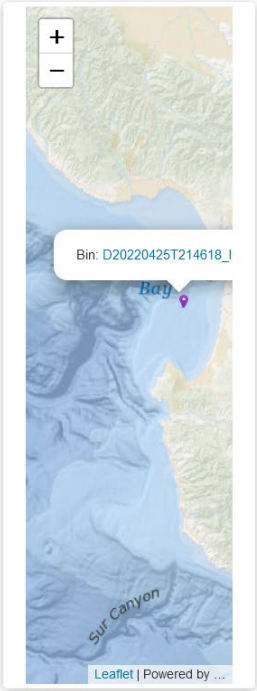 +
−
Bin: D20220425T214618_I
Bay
Sur Canyon
Leaflet | Powered by ...